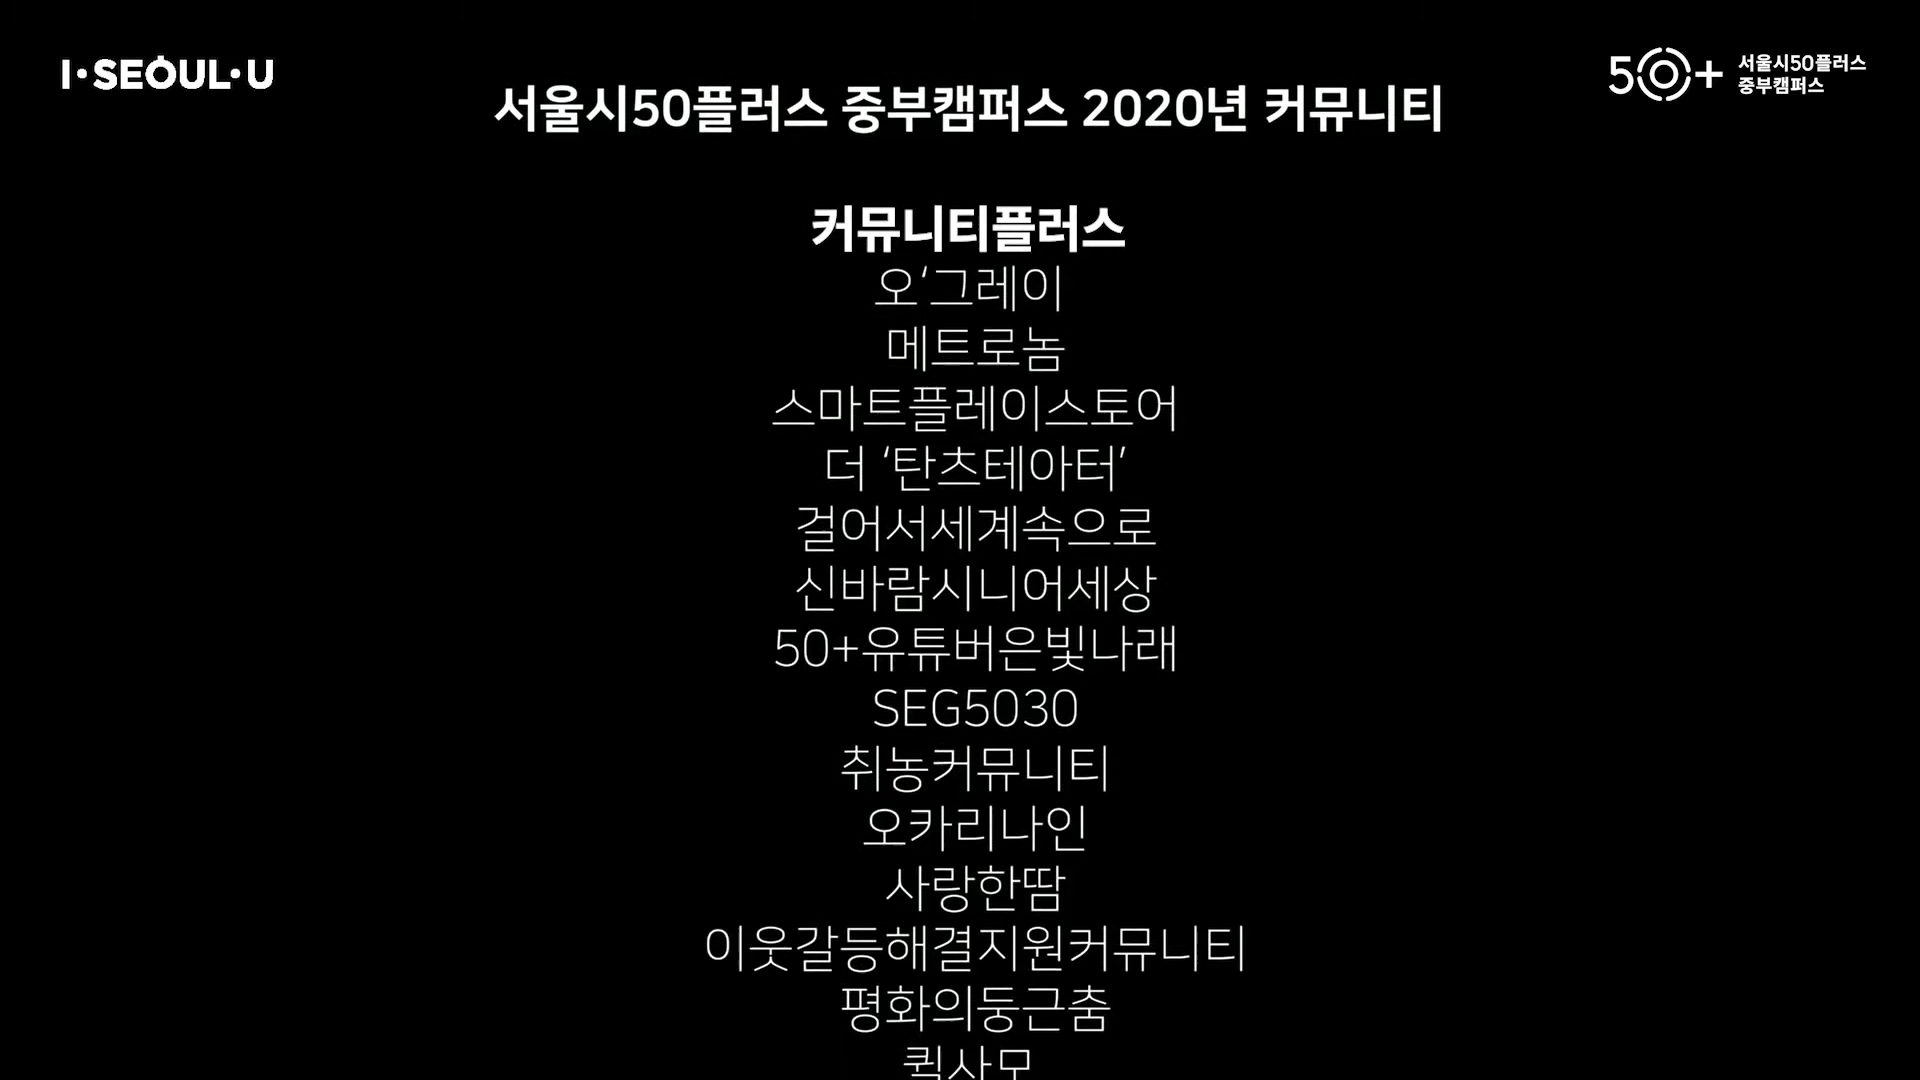 I·SEOUL·U
50+ 서울시50플러스
중부캠퍼스
서울시50플러스 중부캠퍼스 2020년 커뮤니티
커뮤니티플러스
오‘그레이
메트로놈
스마트플레이스토어
더 ‘탄츠테아터’
걸어서세계속으로
신바람시니어세상
50+유튜버은빛나래
SEG5030
취농커뮤니티
오카리나인
사랑한땀
이웃갈등해결지원커뮤니티
평화의둥근춤